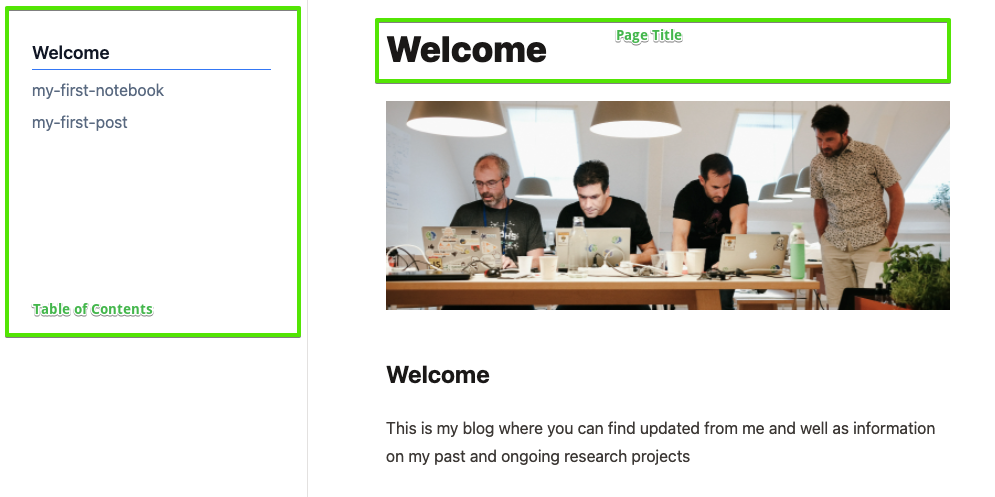 Welcome
my-first-notebook
my-first-post
Table of Contents
Welcome
Page Title
Welcome
This is my blog where you can find updated from me and well as information
on my past and ongoing research projects